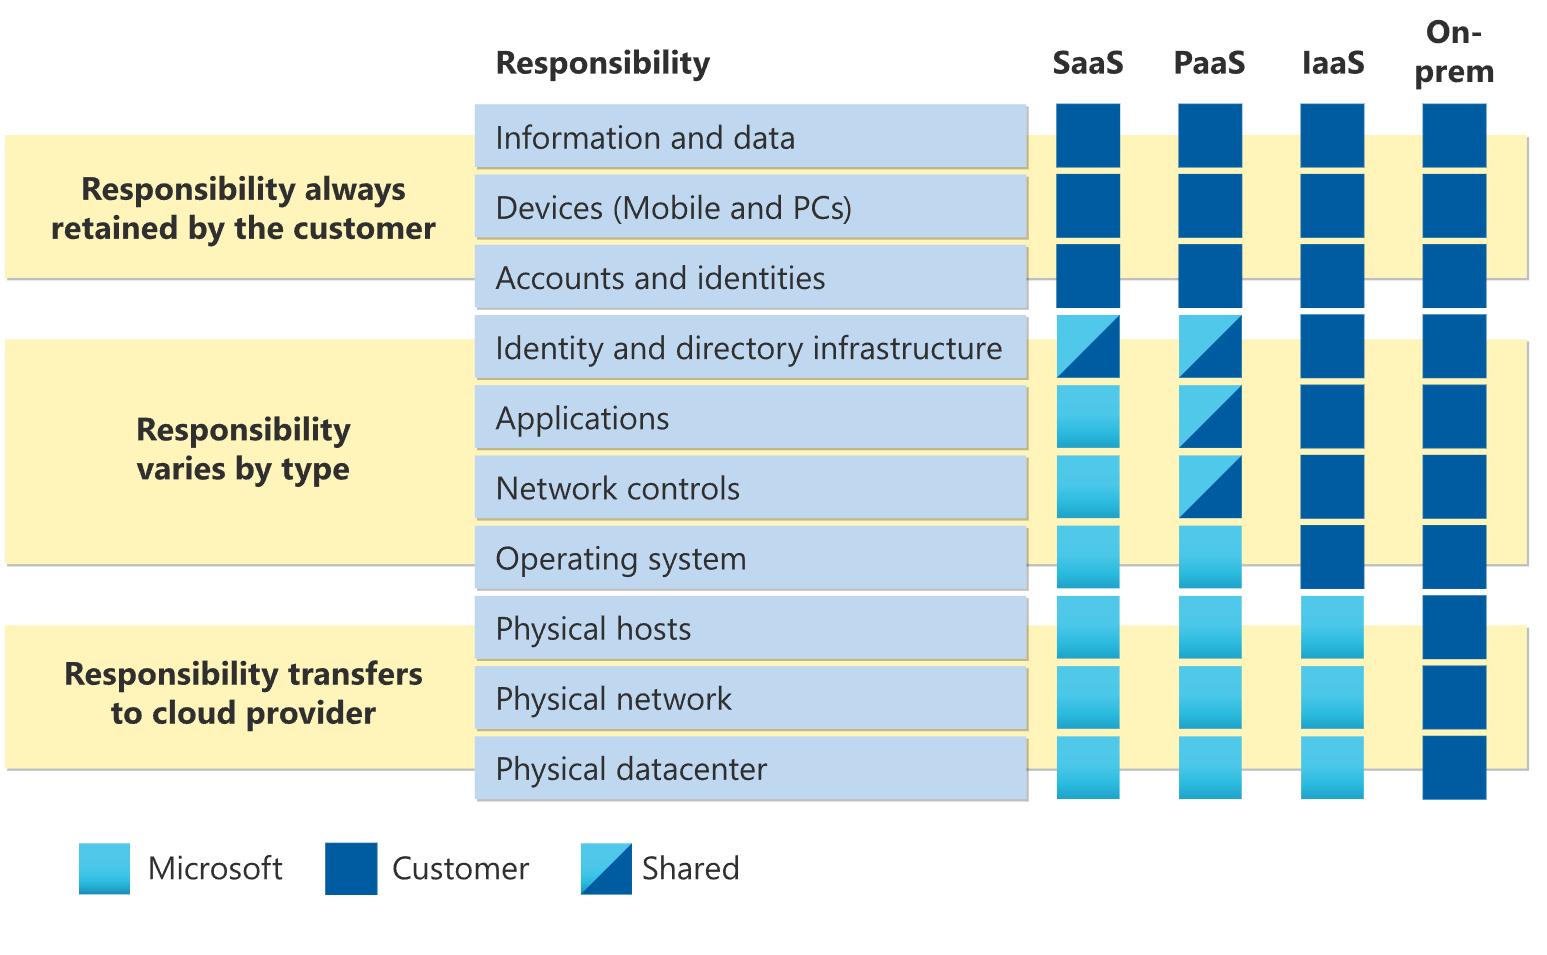 Responsibility
SaaS
PaaS
IaaS
On-
prem
Responsibility always
retained by the customer
Information and data
Devices (Mobile and PCs)
Accounts and identities
Responsibility
varies by type
Identity and directory infrastructure
Applications
Network controls
Operating system
Responsibility transfers
to cloud provider
Physical hosts
Physical network
Physical datacenter
Microsoft
Customer
Shared